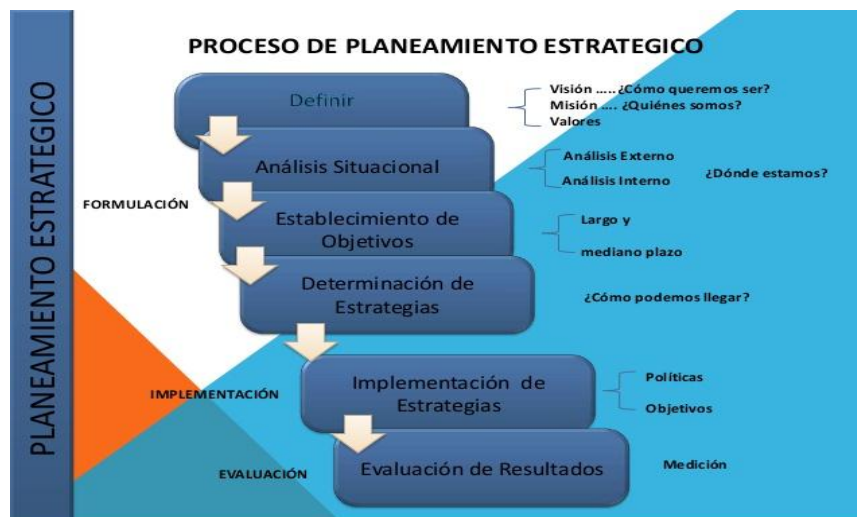 PLANEAMIENTO ESTRATEGICO
PROCESO DE PLANEAMIENTO ESTRATEGICO
Definir
Visión .....¿Cómo queremos ser?
Misión .... ¿Quiénes somos?
Valores
Análisis Situacional
Análisis Externo
Análisis Interno
¿Dónde estamos?
FORMULACIÓN
Establecimiento de
Objetivos
Largo y
mediano plazo
Determinación de
Estrategias
¿Cómo podemos llegar?
IMPLEMENTACIÓN
Implementación de
Estrategias
Políticas
Objetivos
EVALUACIÓN
Evaluación de Resultados
Medición